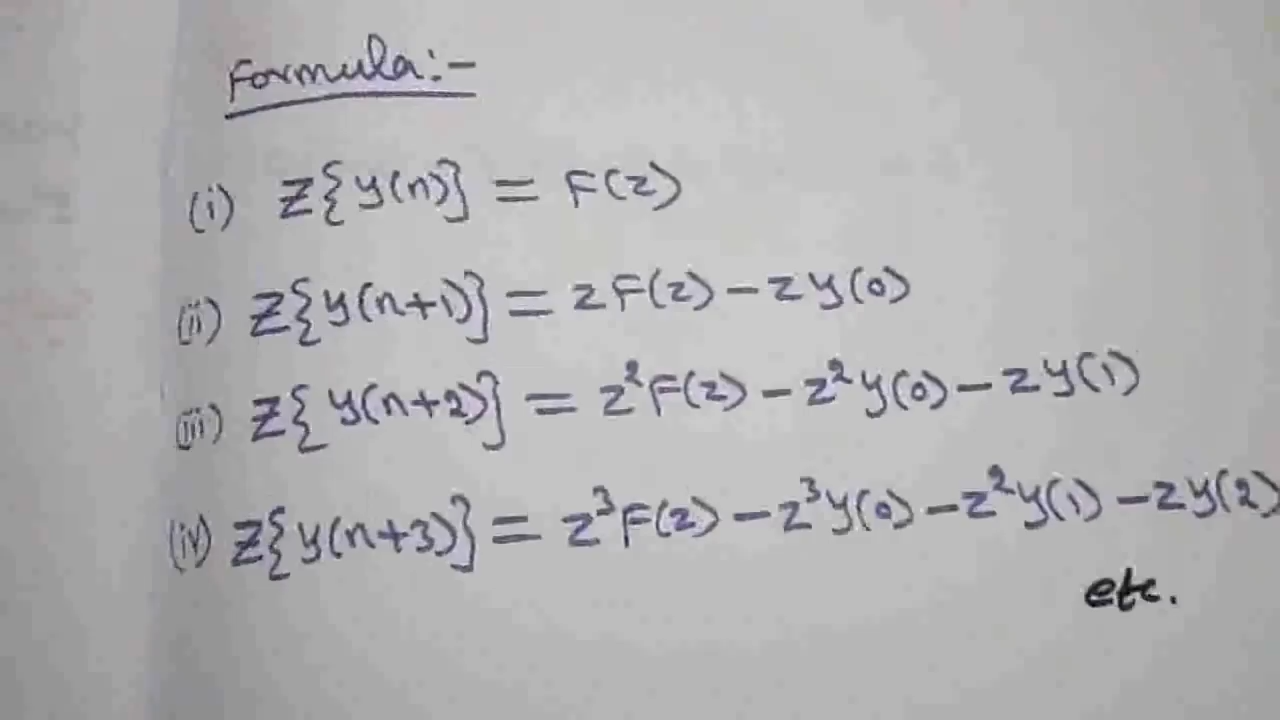 Formula:-
(i) Z{y(n)} = F(z)
(ii) Z{y(n+1)} = zF(z) - zy(0)
(iii) Z{y(n+2)} = z²F(z) - z²y(0) - zy(1)
(iv) Z{y(n+3)} = z³F(z) - z³y(0) - z²y(1) - zy(2)
etc.